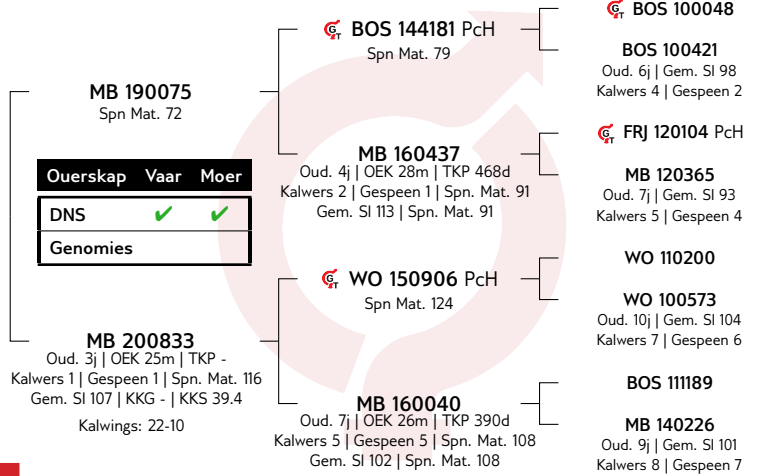 MB 190075
Spn Mat. 72
Ouerskap Vaar Moer
DNS ✔ ✔
Genomies
MB 200833
Oud. 3j | OEK 25m | TKP -
Kalwers 1 | Gespeen 1 | Spn. Mat. 116
Gem. SI 107 | KKG - | KKS 39.4
Kalwings: 22-10
GT BOS 144181 PcH
Spn Mat. 79
MB 160437
Oud. 4j | OEK 28m | TKP 468d
Kalwers 2 | Gespeen 1 | Spn. Mat. 91
Gem. SI 113 | Spn. Mat. 91
GT WO 150906 PcH
Spn Mat. 124
MB 160040
Oud. 7j | OEK 26m | TKP 390d
Kalwers 5 | Gespeen 5 | Spn. Mat. 108
Gem. SI 102 | Spn. Mat. 108
GT BOS 100048
BOS 100421
Oud. 6j | Gem. SI 98
Kalwers 4 | Gespeen 2
GT FRJ 120104 PcH
MB 120365
Oud. 7j | Gem. SI 93
Kalwers 5 | Gespeen 4
WO 110200
WO 100573
Oud. 10j | Gem. SI 104
Kalwers 7 | Gespeen 6
BOS 111189
MB 140226
Oud. 9j | Gem. SI 101
Kalwers 8 | Gespeen 7